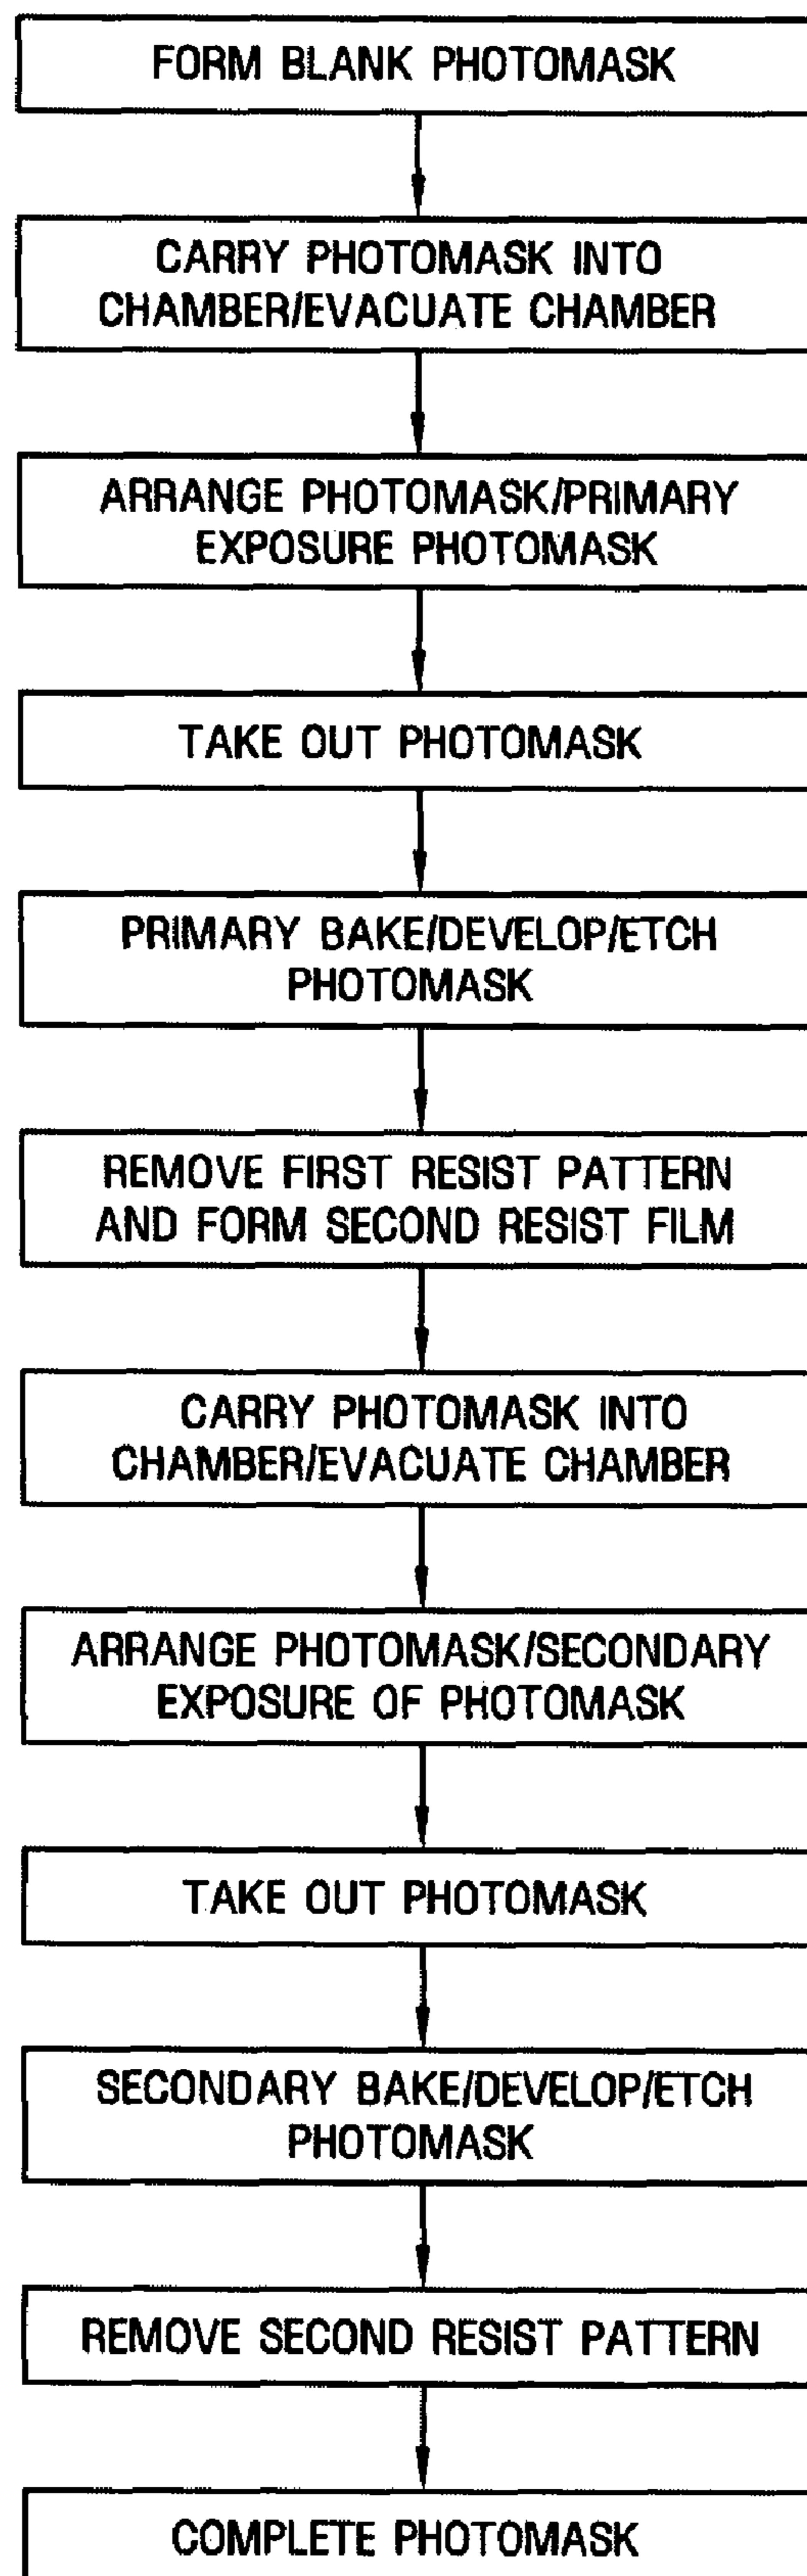 FORM BLANK PHOTOMASK
CARRY PHOTOMASK INTO
CHAMBER/EVACUATE CHAMBER
ARRANGE PHOTOMASK/PRIMARY
EXPOSURE PHOTOMASK
TAKE OUT PHOTOMASK
PRIMARY BAKE/DEVELOP/ETCH
PHOTOMASK
REMOVE FIRST RESIST PATTERN
AND FORM SECOND RESIST FILM
CARRY PHOTOMASK INTO
CHAMBER/EVACUATE CHAMBER
ARRANGE PHOTOMASK/SECONDARY
EXPOSURE OF PHOTOMASK
TAKE OUT PHOTOMASK
SECONDARY BAKE/DEVELOP/ETCH
PHOTOMASK
REMOVE SECOND RESIST PATTERN
COMPLETE PHOTOMASK